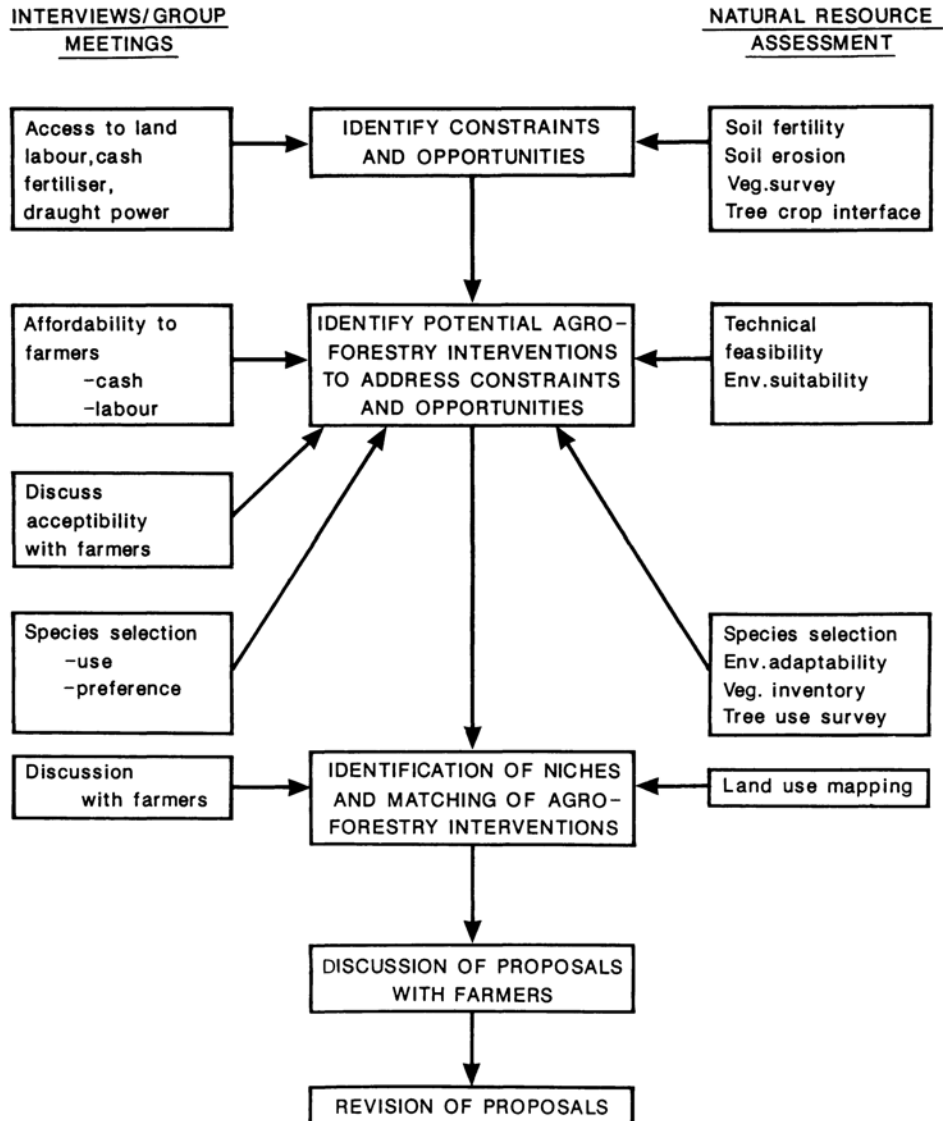 INTERVIEWS/GROUP
MEETINGS
NATURAL RESOURCE
ASSESSMENT
Access to land
labour,cash
fertiliser,
draught power
IDENTIFY CONSTRAINTS
AND OPPORTUNITIES
Soil fertility
Soil erosion
Veg.survey
Tree crop interface
Affordability to
farmers
-cash
-labour
IDENTIFY POTENTIAL AGRO-
FORESTRY INTERVENTIONS
TO ADDRESS CONSTRAINTS
AND OPPORTUNITIES
Technical
feasibility
Env.suitability
Discuss
acceptibility
with farmers
Species selection
-use
-preference
Species selection
Env.adaptability
Veg. inventory
Tree use survey
Discussion
with farmers
IDENTIFICATION OF NICHES
AND MATCHING OF AGRO-
FORESTRY INTERVENTIONS
Land use mapping
DISCUSSION OF PROPOSALS
WITH FARMERS
REVISION OF PROPOSALS